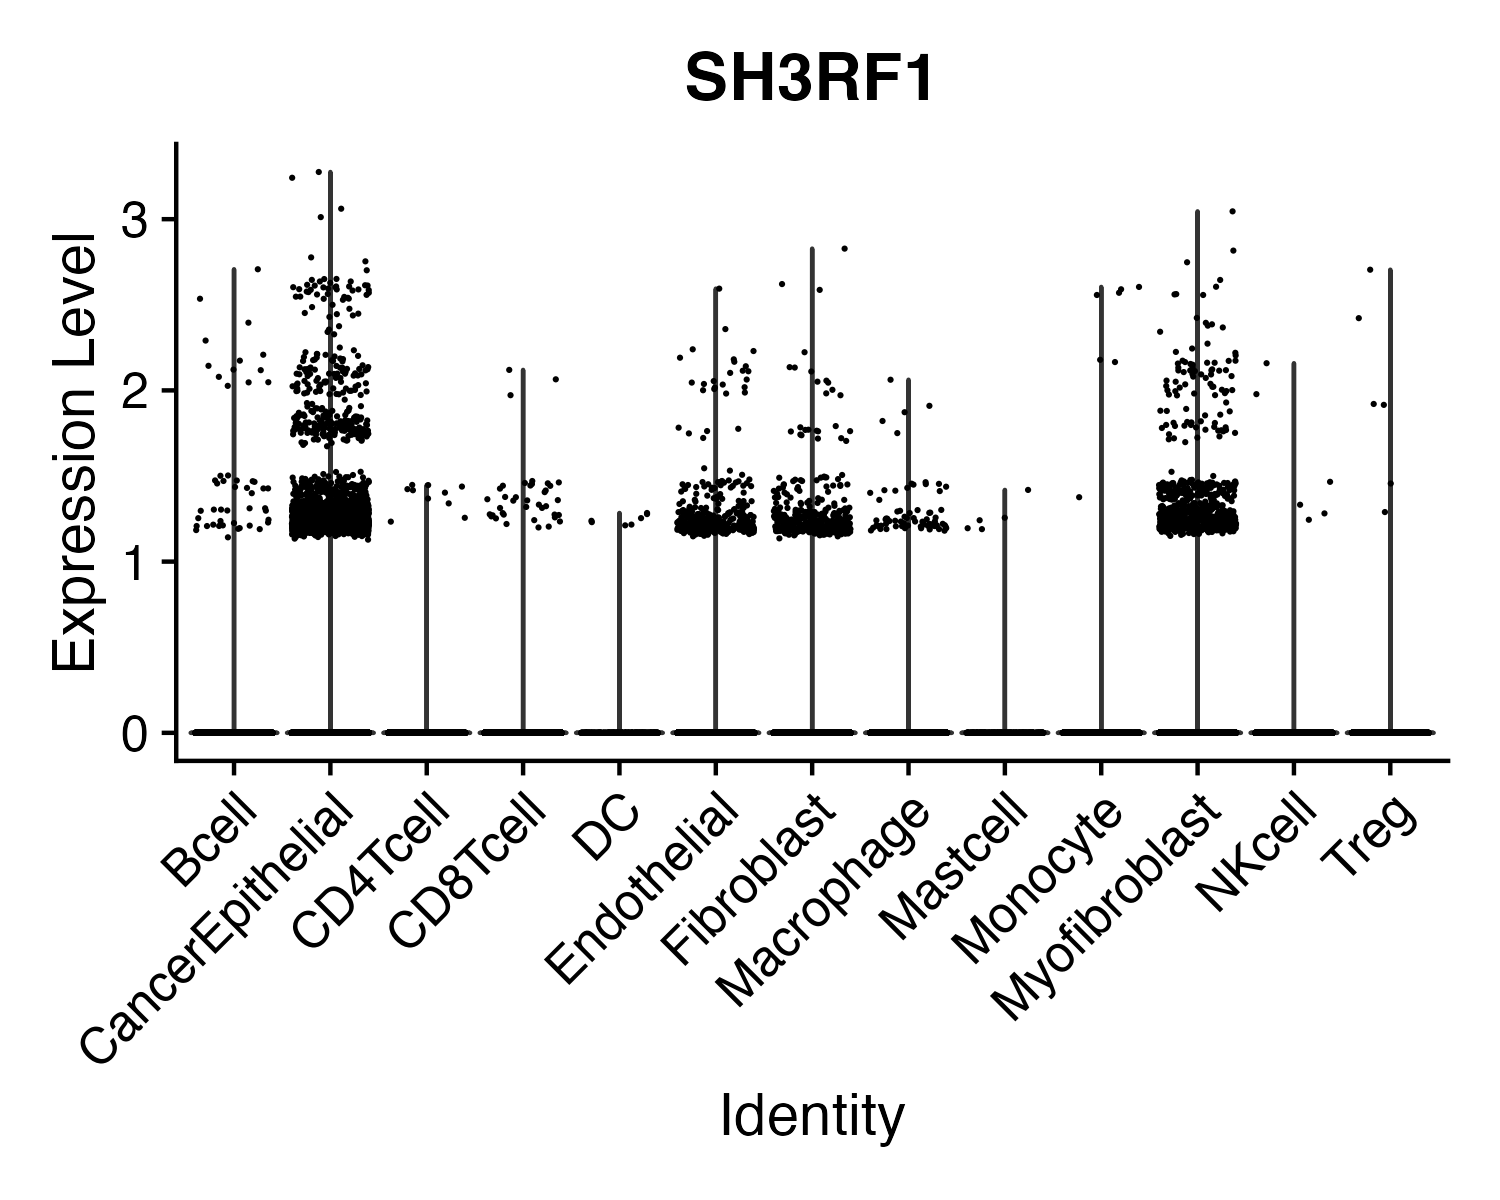 SH3RF1
Expression Level
3
2
1
0
Bcell
CancerEpithelial
CD4Tcell
CD8Tcell
DC
Endothelial
Fibroblast
Macrophage
Mastcell
Monocyte
Myofibroblast
NKcell
Treg
Identity